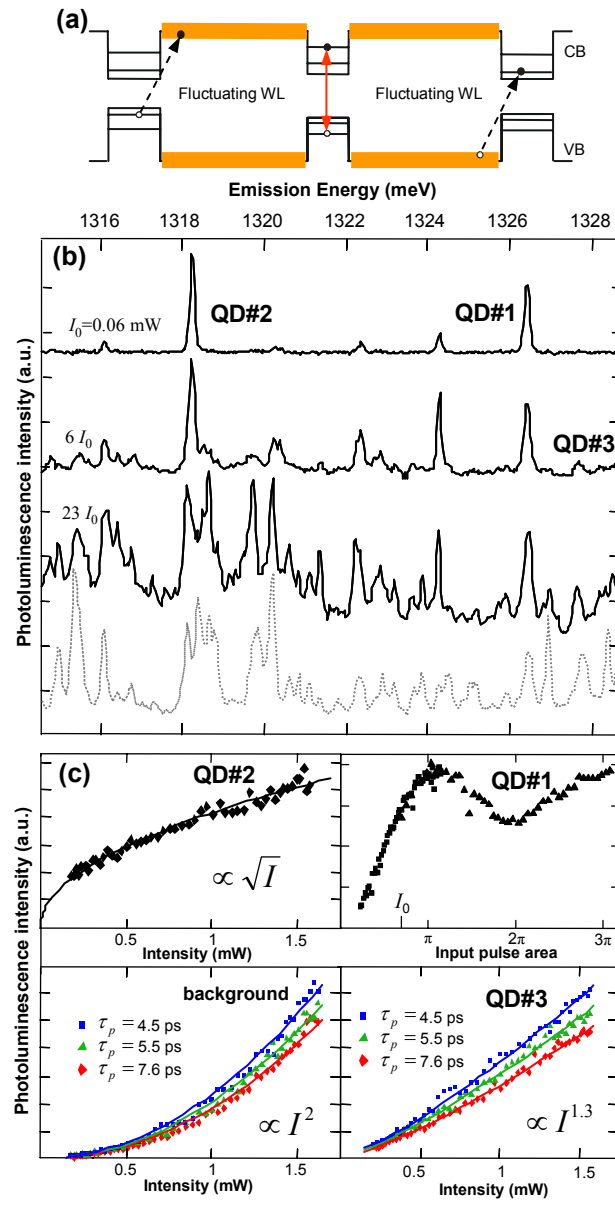 (a)
CB
Fluctuating WL
Fluctuating WL
VB
Emission Energy (meV)
1316 1318 1320 1322 1324 1326 1328
(b)
I₀=0.06 mW
QD#2
QD#1
6 I₀
QD#3
23 I₀
Photoluminescence intensity (a.u.)
(c)
QD#2
∝ √I
0.5 1 1.5
Intensity (mW)
QD#1
I₀
π 2π 3π
Input pulse area
Photoluminescence intensity (a.u.)
background
τp = 4.5 ps
τp = 5.5 ps
τp = 7.6 ps
∝ I²
0.5 1 1.5
Intensity (mW)
QD#3
τp = 4.5 ps
τp = 5.5 ps
τp = 7.6 ps
∝ I^1.3
0.5 1 1.5
Intensity (mW)